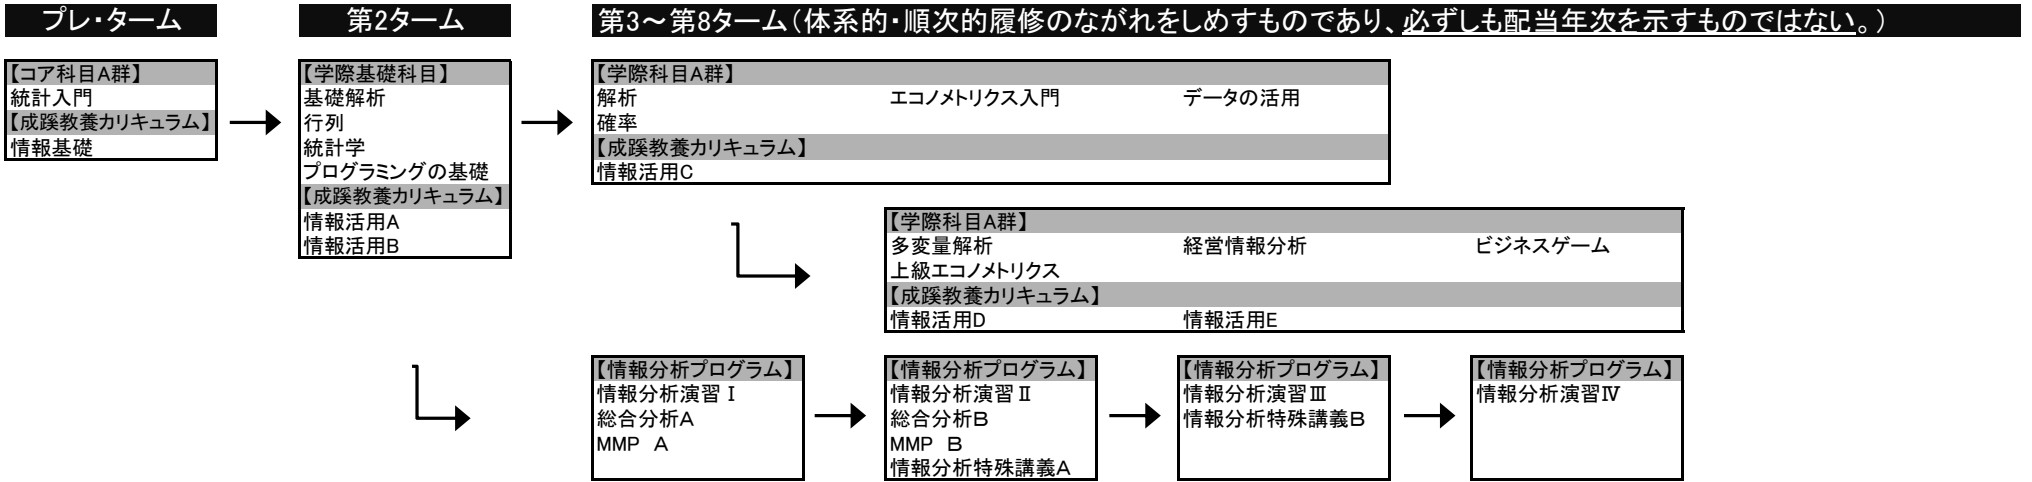 プレ・ターム
第2ターム
第3～第8ターム（体系的・順次的履修のながれをしめすものであり、必ずしも配当年次を示すものではない。）
【コア科目A群】
統計入門
【成蹊教養カリキュラム】
情報基礎
【学際基礎科目】
基礎解析
行列
統計学
プログラミングの基礎
【成蹊教養カリキュラム】
情報活用A
情報活用B
【学際科目A群】
解析 エコノメトリクス入門 データの活用
確率
【成蹊教養カリキュラム】
情報活用C
【学際科目A群】
多変量解析 経営情報分析 ビジネスゲーム
上級エコノメトリクス
【成蹊教養カリキュラム】
情報活用D 情報活用E
【情報分析プログラム】
情報分析演習Ⅰ
総合分析A
MMP A
【情報分析プログラム】
情報分析演習Ⅱ
総合分析B
MMP B
情報分析特殊講義A
【情報分析プログラム】
情報分析演習Ⅲ
情報分析特殊講義B
【情報分析プログラム】
情報分析演習Ⅳ